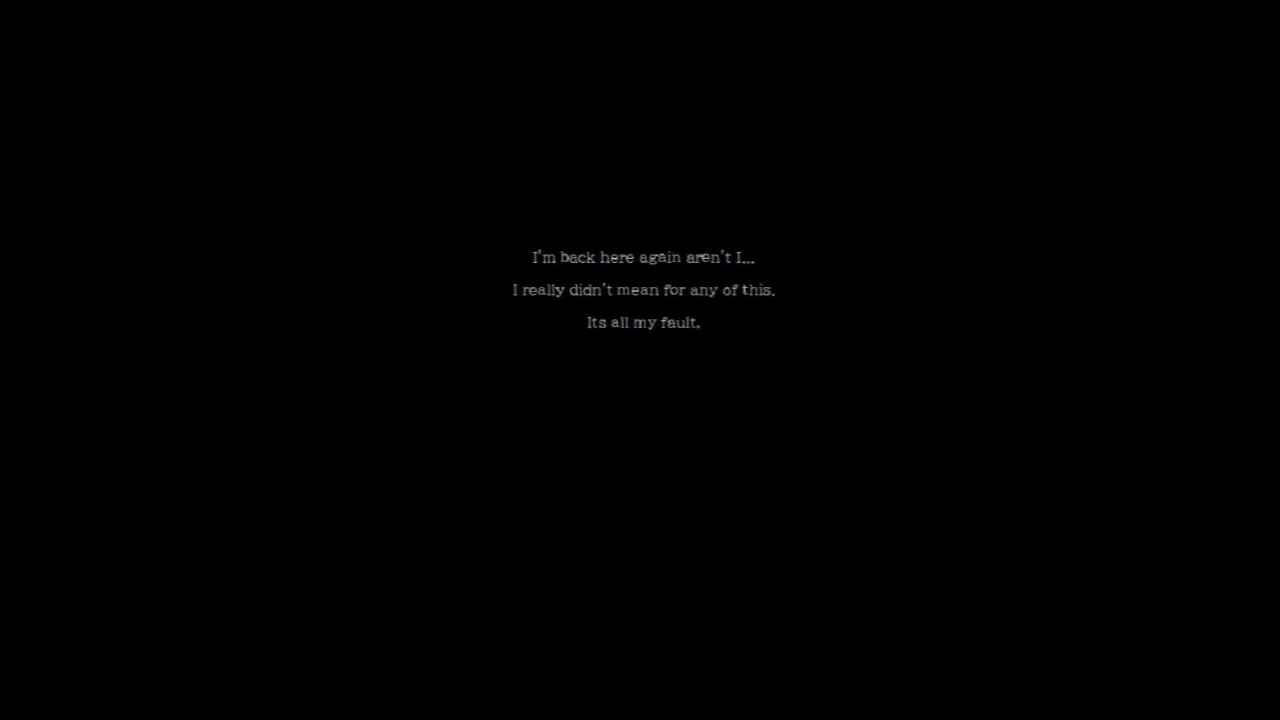 I'm back here again aren't I...
I really didn't mean for any of this.
Its all my fault.